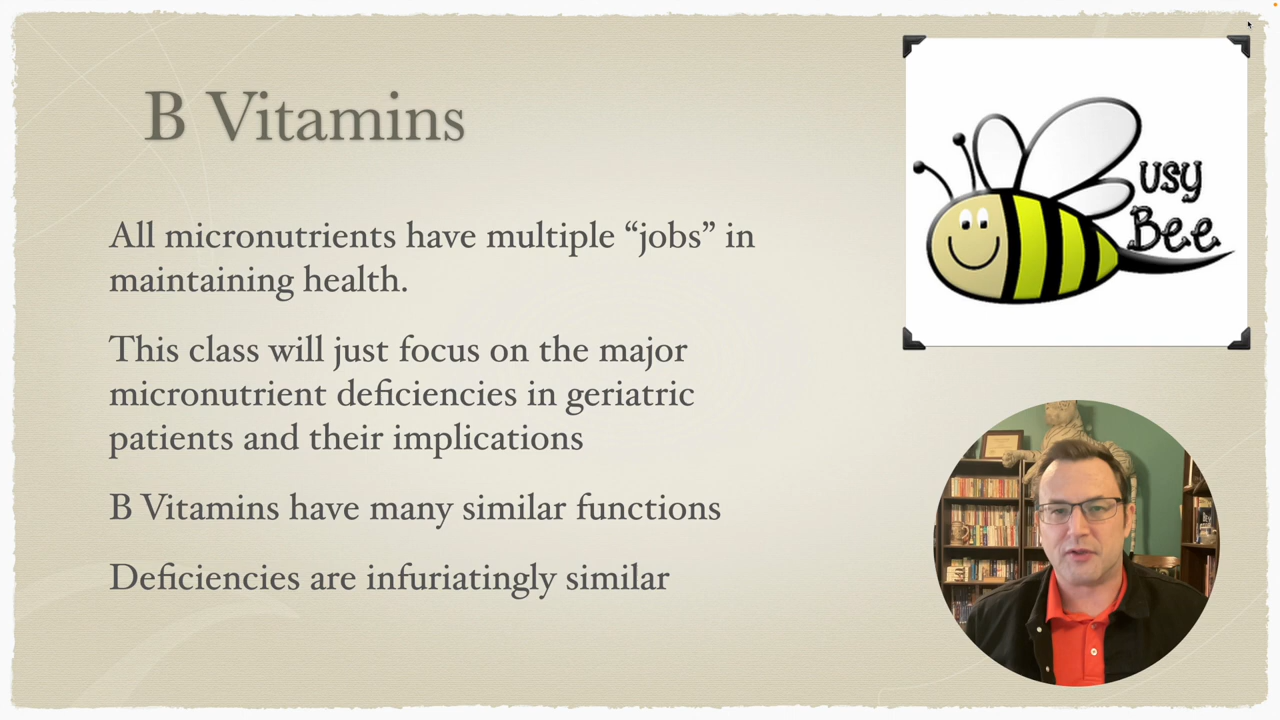 B Vitamins
All micronutrients have multiple “jobs” in
maintaining health.
This class will just focus on the major
micronutrient deficiencies in geriatric
patients and their implications
B Vitamins have many similar functions
Deficiencies are infuriatingly similar
usy
Bee